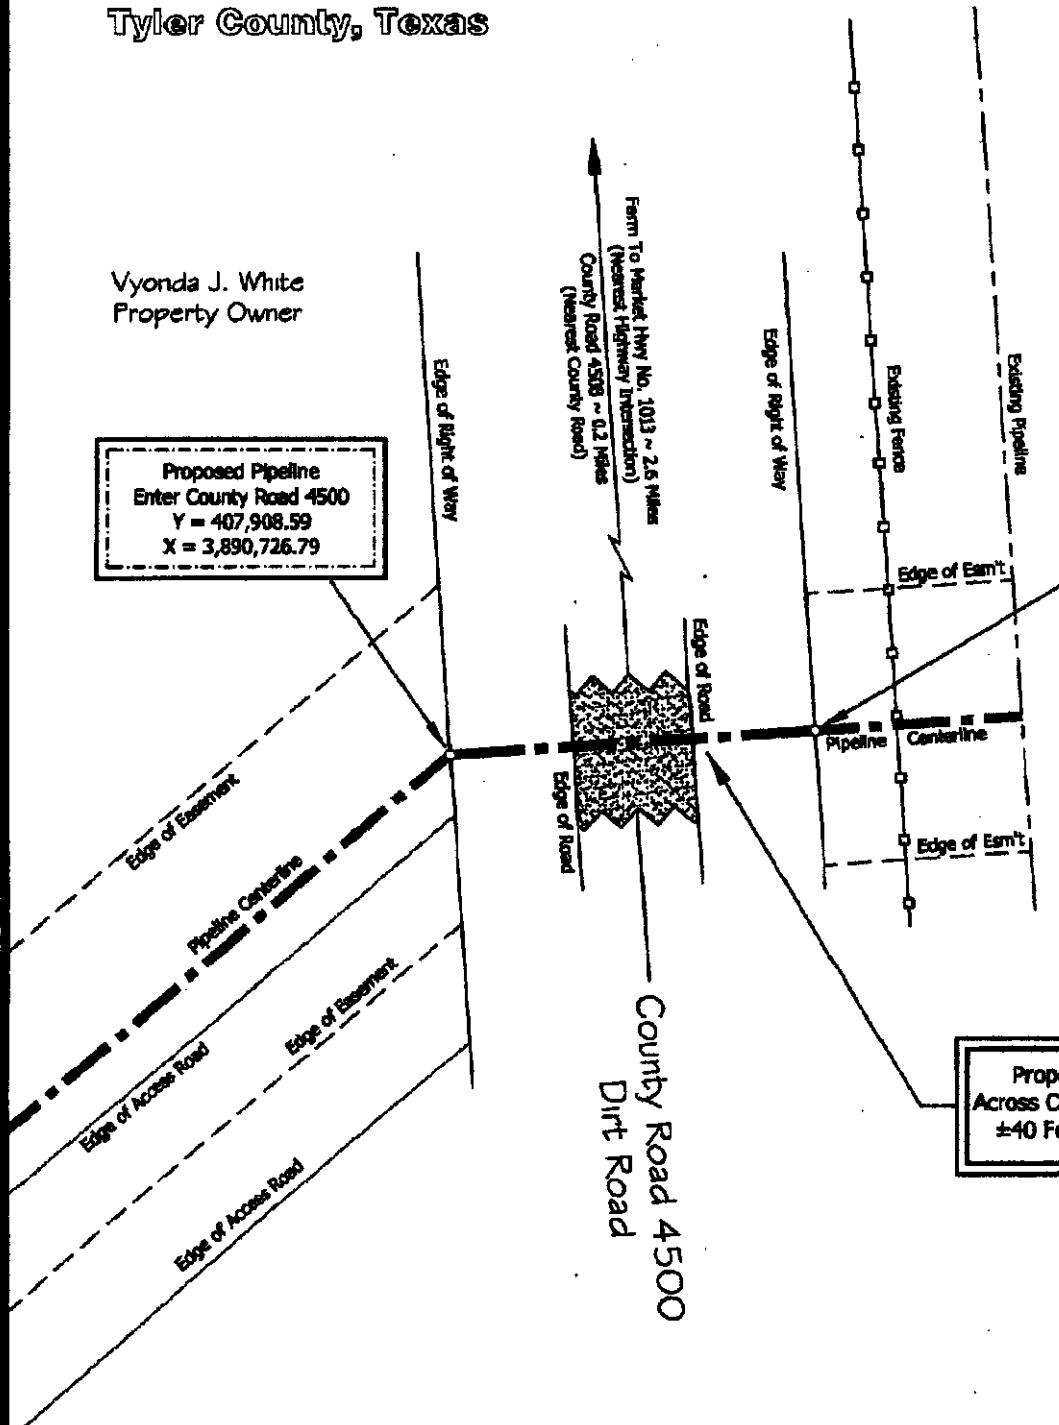 Tyler County, Texas
Vyonda J. White
Property Owner
Proposed Pipeline
Enter County Road 4500
Y = 407,908.59
X = 3,890,726.79
Edge of Right of Way
Farm To Market Hwy No. 1013 ~ 2.6 Miles
(Nearest Highway Intersection)
County Road 4508 ~ 0.2 Miles
(Nearest County Road)
Edge of Right of Way
Existing Fence
Existing Pipeline
Edge of Esm't
Edge of Road
Pipeline Centerline
Edge of Road
Edge of Esm't
Edge of Easement
Pipeline Centerline
Edge of Easement
Edge of Access Road
Edge of Access Road
County Road 4500
Dirt Road
Prop
Across C
±40 F